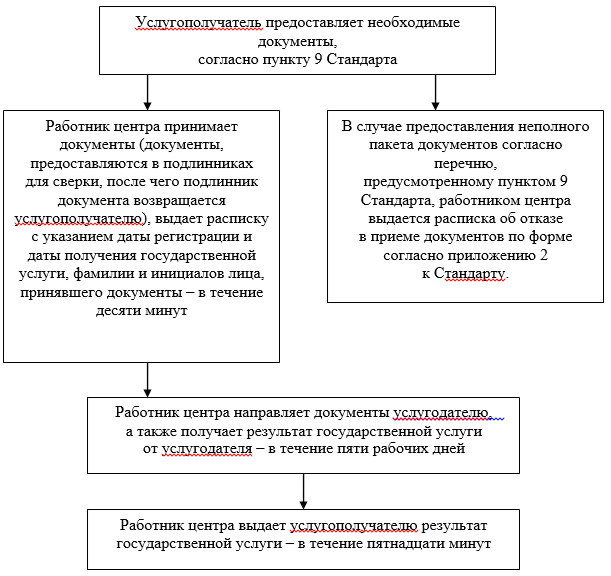 Услугополучатель предоставляет необходимые
документы,
согласно пункту 9 Стандарта
Работник центра принимает
документы (документы,
предоставляются в подлинниках
для сверки, после чего подлинник
документа возвращается
услугополучателю), выдает расписку
с указанием даты регистрации и
даты получения государственной
услуги, фамилии и инициалов лица,
принявшего документы – в течение
десяти минут
В случае предоставления неполного
пакета документов согласно
перечню,
предусмотренному пунктом 9
Стандарта, работником центра
выдается расписка об отказе
в приеме документов по форме
согласно приложению 2
к Стандарту.
Работник центра направляет документы услугодателю,
а также получает результат государственной услуги
от услугодателя – в течение пяти рабочих дней
Работник центра выдает услугополучателю результат
государственной услуги – в течение пятнадцати минут